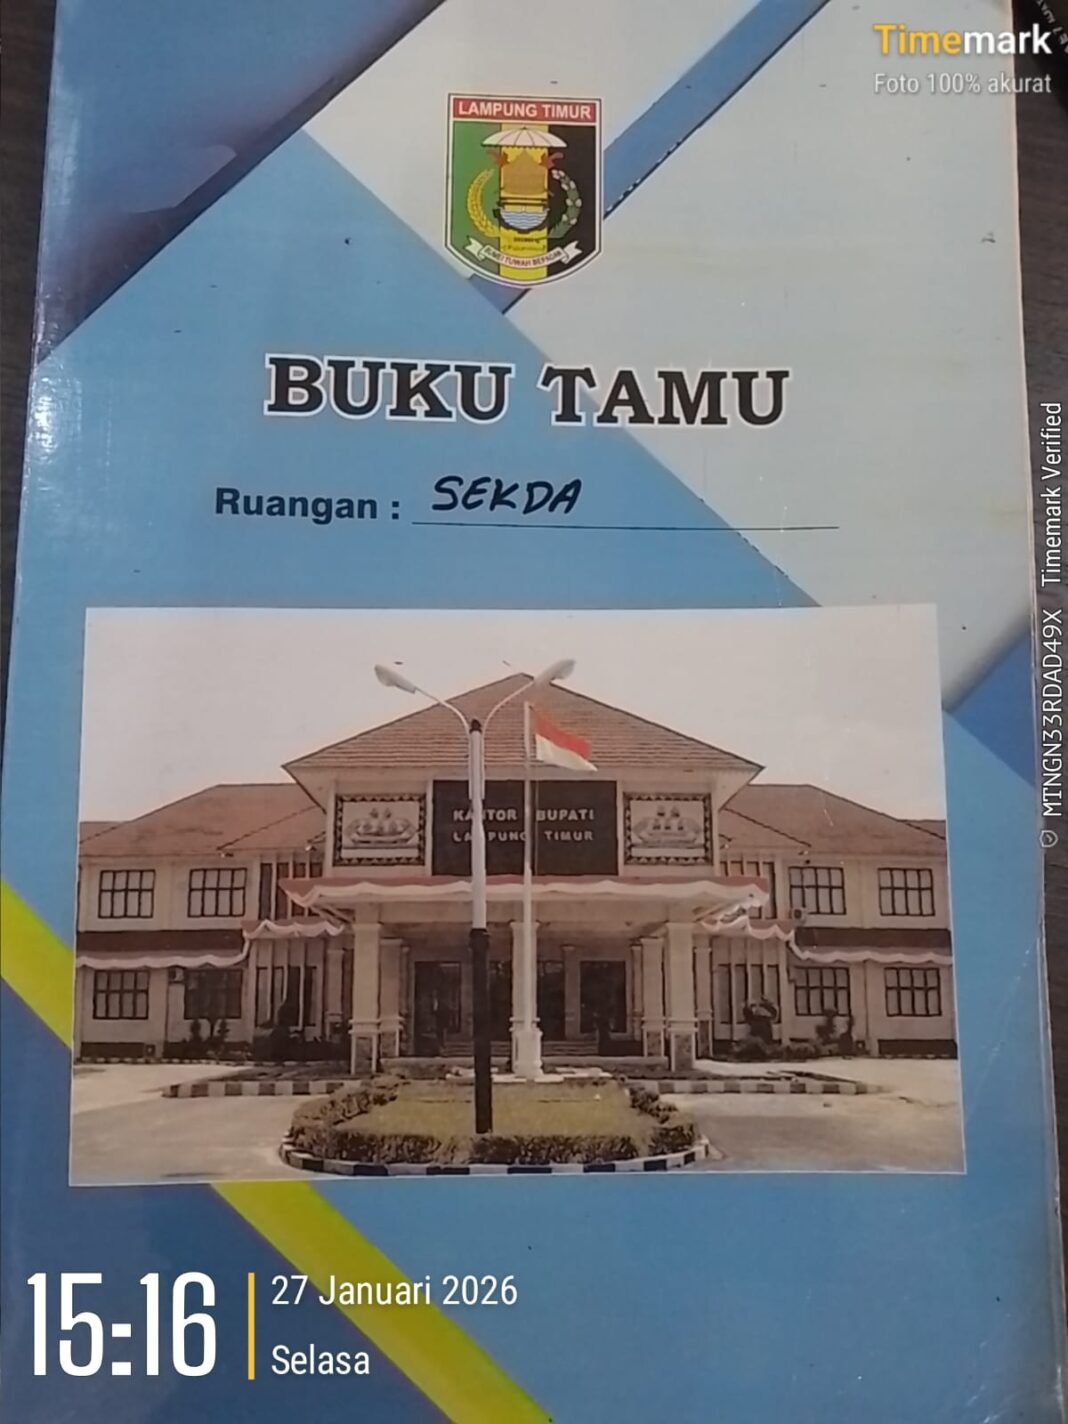 Timemark
Foto 100% akurat
LAMPUNG TIMUR
BUKU TAMU
Ruangan : SEKDA
KANTOR BUPATI
LAMPUNG TIMUR
MTNGN33RDAD49X Timemark Verified
15:16
27 Januari 2026
Selasa